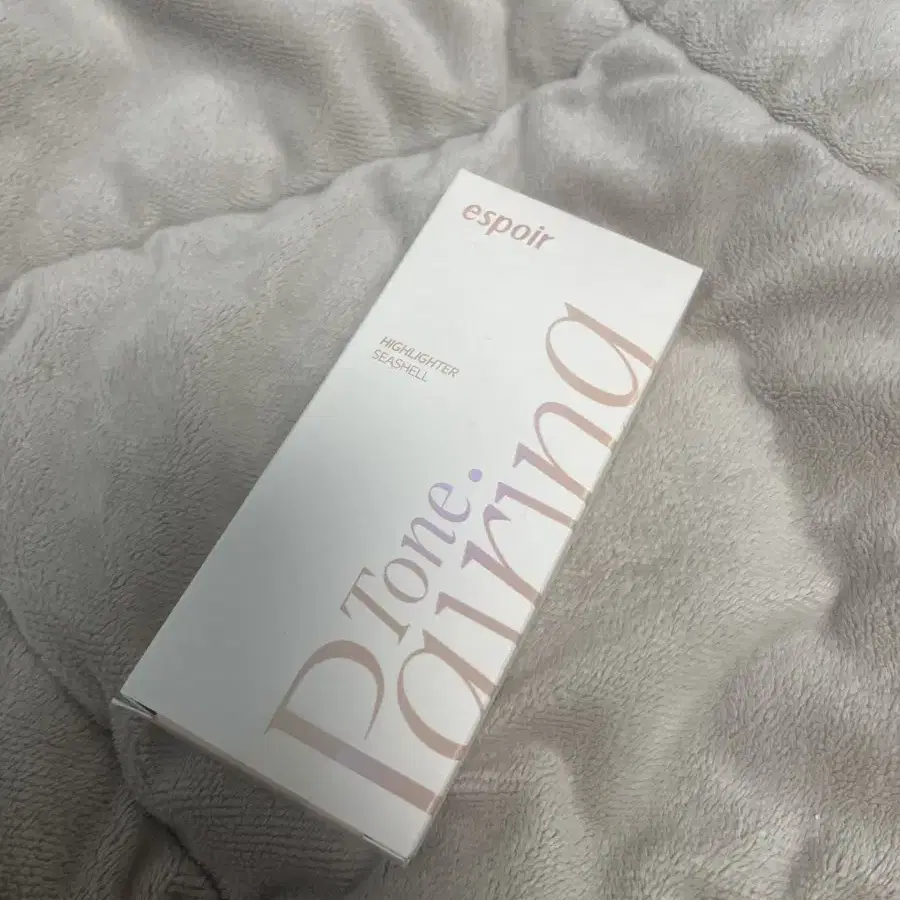 espoir
HIGHLIGHTER
SEASHELL
Tone.
Pairing